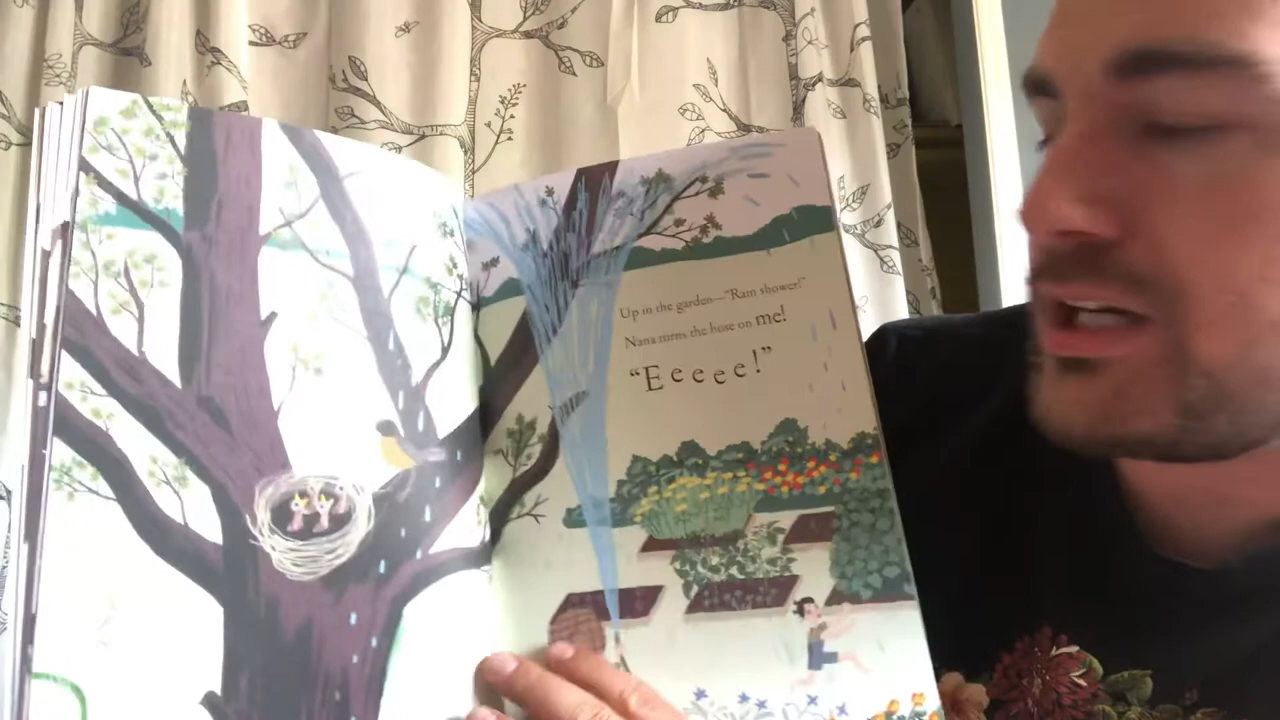 Up in the garden—"Rain shower!"
Nana turns the hose on me!
"Eeeee!"